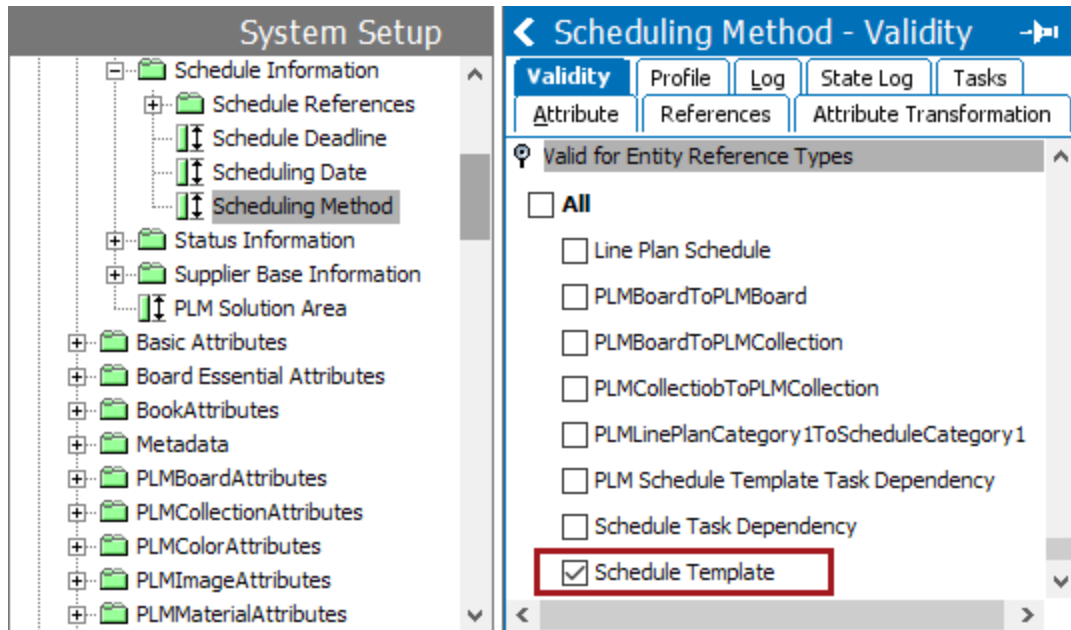 System Setup
Schedule Information
Schedule References
Schedule Deadline
Scheduling Date
Scheduling Method
Status Information
Supplier Base Information
PLM Solution Area
Basic Attributes
Board Essential Attributes
BookAttributes
Metadata
PLMBoardAttributes
PLMCollectionAttributes
PLMColorAttributes
PLMImageAttributes
PLMMaterialAttributes
Scheduling Method - Validity
Validity Profile Log State Log Tasks
Attribute References Attribute Transformation
Valid for Entity Reference Types
All
Line Plan Schedule
PLMBoardToPLMBoard
PLMBoardToPLMCollection
PLMCollectiobToPLMCollection
PLMLinePlanCategory1ToScheduleCategory1
PLM Schedule Template Task Dependency
Schedule Task Dependency
Schedule Template